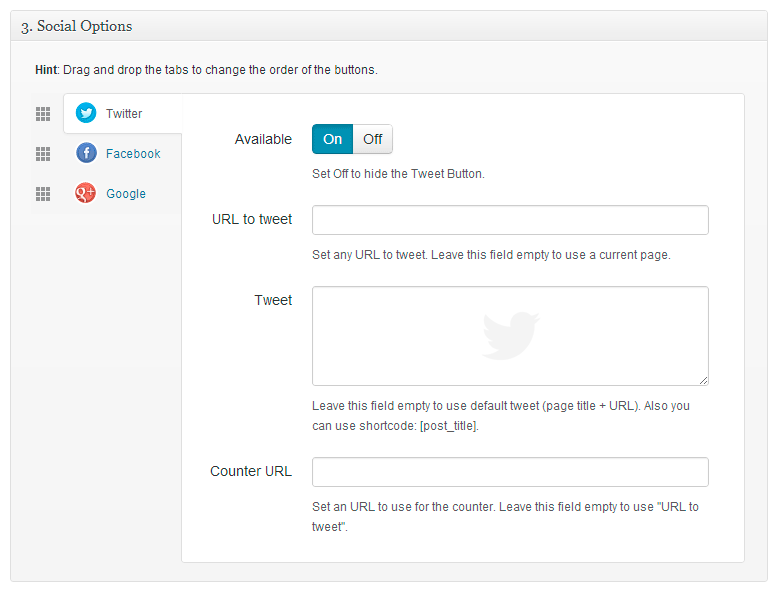 3. Social Options
Hint: Drag and drop the tabs to change the order of the buttons.
Twitter
Facebook
Google
Available
On Off
Set Off to hide the Tweet Button.
URL to tweet
Set any URL to tweet. Leave this field empty to use a current page.
Tweet
Leave this field empty to use default tweet (page title + URL). Also you
can use shortcode: [post_title].
Counter URL
Set an URL to use for the counter. Leave this field empty to use "URL to
tweet".